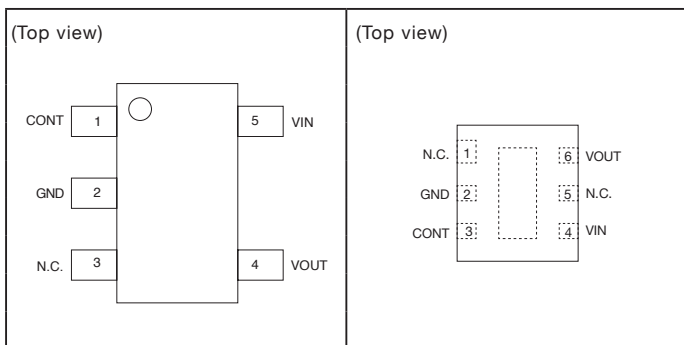 (Top view)
CONT 1 5 VIN
GND 2
N.C. 3 4 VOUT
(Top view)
N.C. 1 6 VOUT
GND 2 5 N.C.
CONT 3 4 VIN